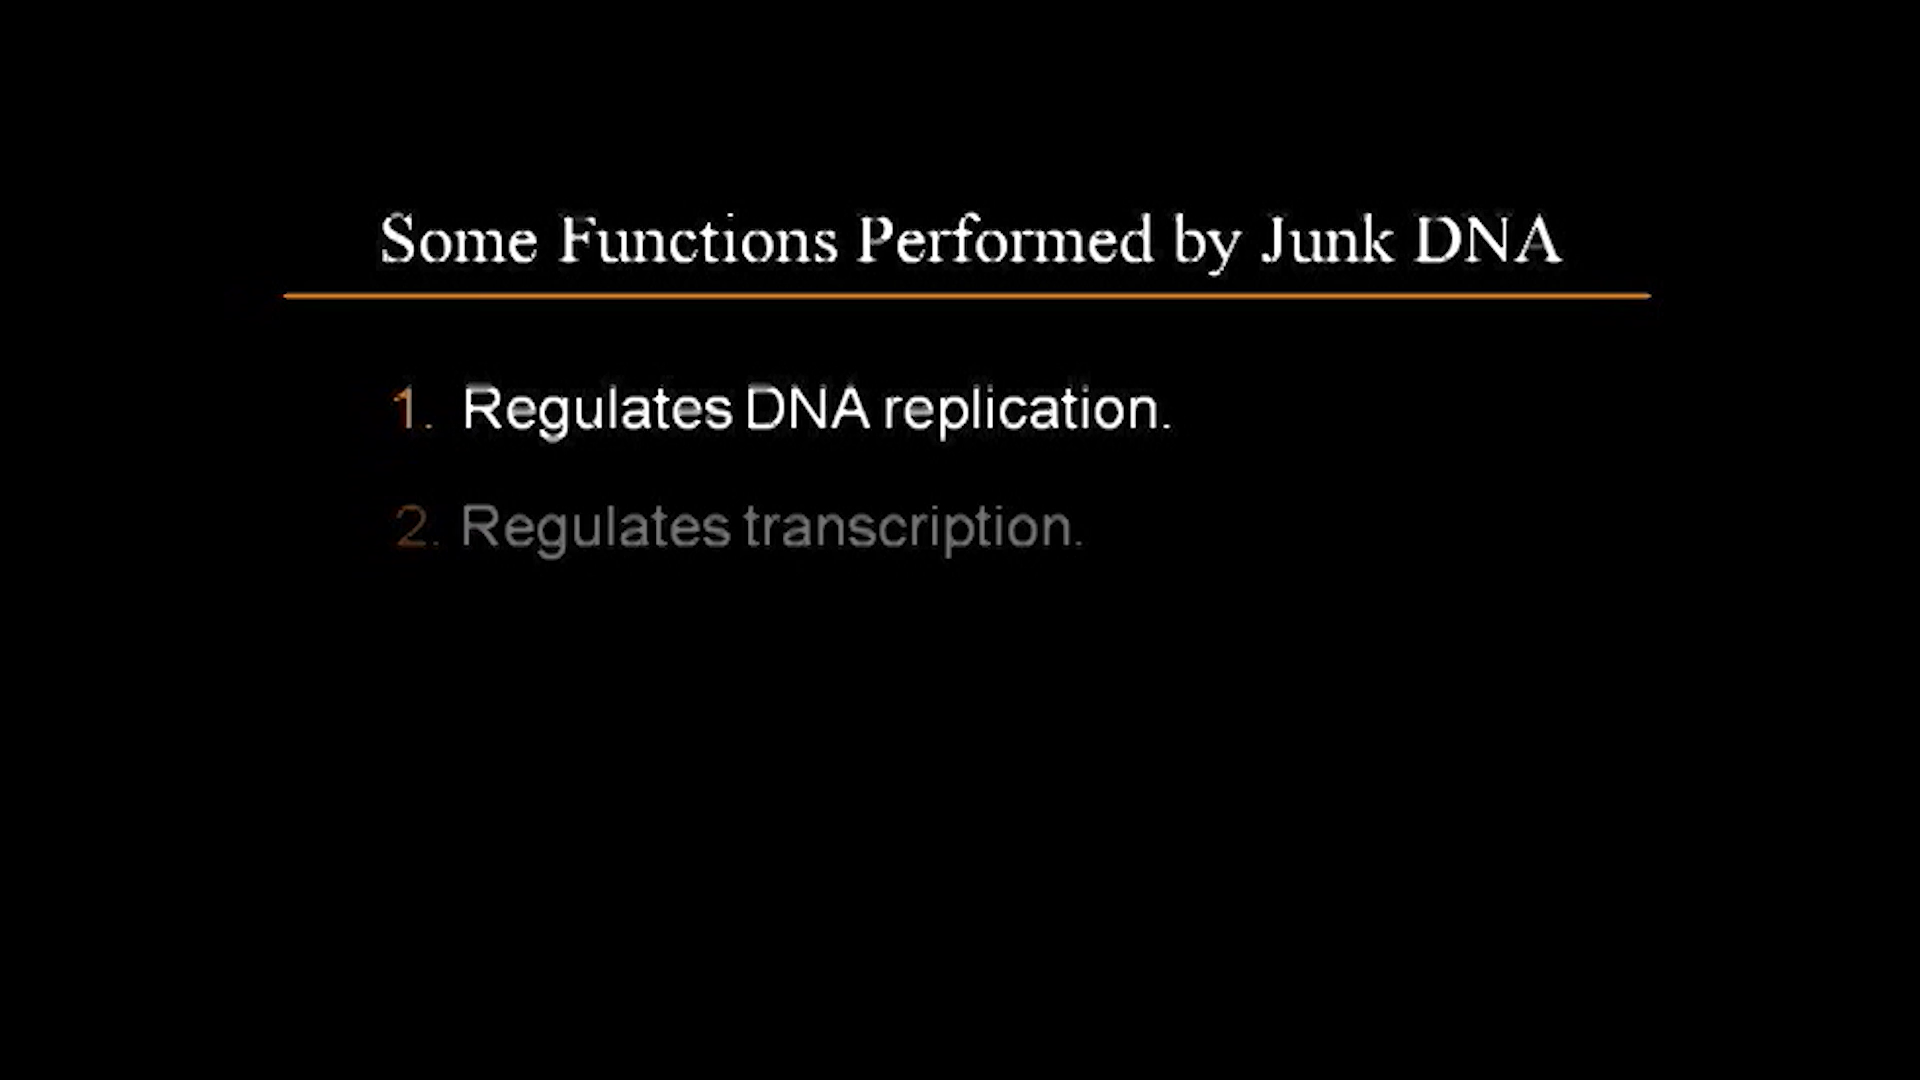 Some Functions Performed by Junk DNA
1. Regulates DNA replication.
2. Regulates transcription.